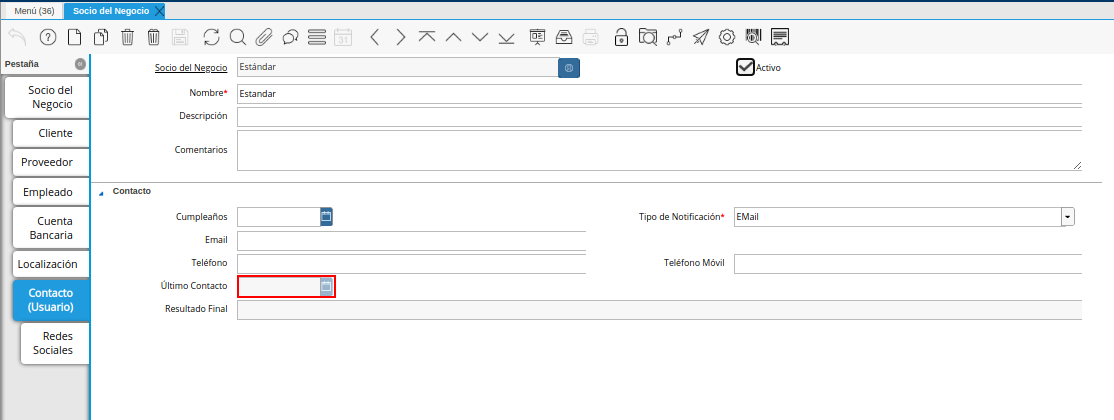 Menú (36)
Socio del Negocio
Pestaña
Socio del
Negocio
Cliente
Proveedor
Empleado
Cuenta
Bancaria
Localización
Contacto
(Usuario)
Redes
Sociales
Socio del Negocio Estándar Activo
Nombre* Estandar
Descripción
Comentarios
Contacto
Cumpleaños Tipo de Notificación* EMail
Email
Teléfono Teléfono Móvil
Último Contacto
Resultado Final